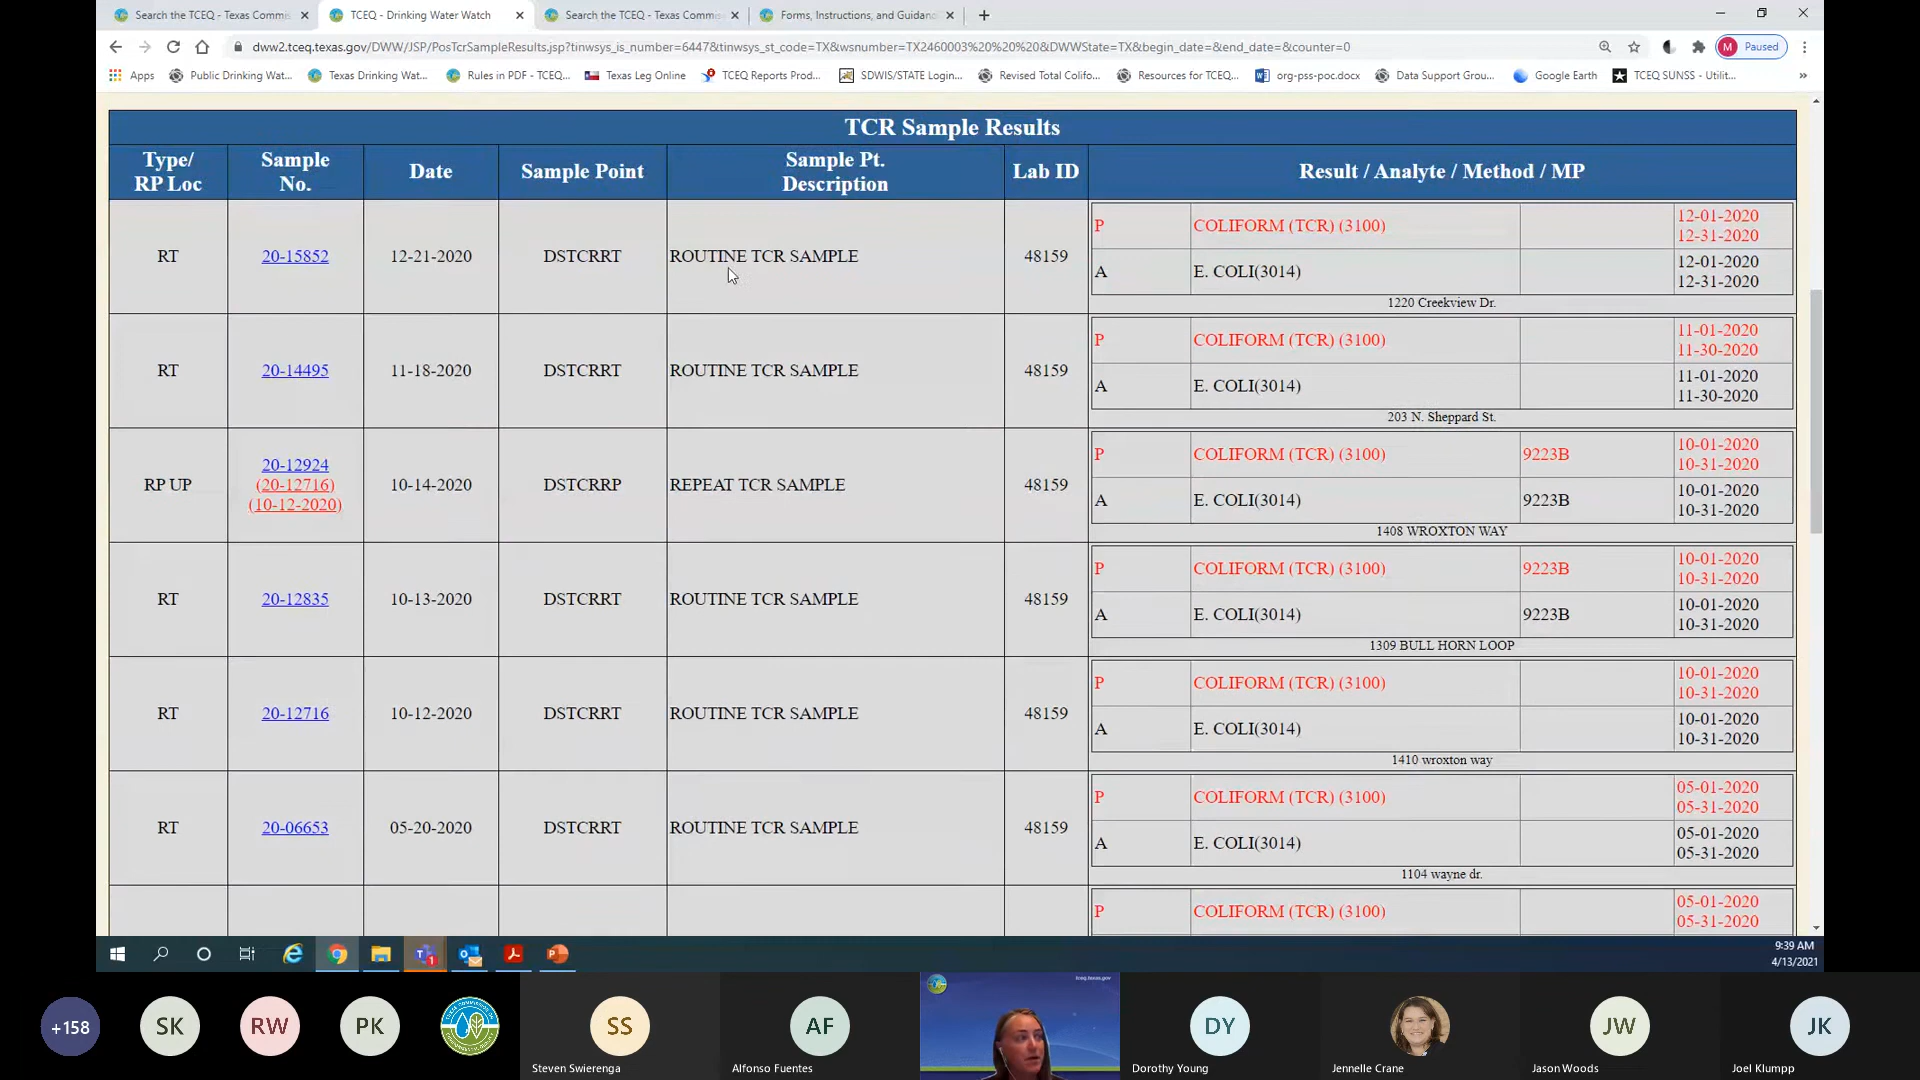 Search the TCEQ - Texas Commis
TCEQ - Drinking Water Watch
Search the TCEQ - Texas Commis
Forms, Instructions, and Guidanc
dww2.tceq.texas.gov/DWW/JSP/PosTcrSampleResults.jsp?tinwsys_is_number=6447&tinwsys_st_code=TX&wsnumber=TX2460003%20%20%20&DWWState=TX&begin_date=&end_date=&counter=0
M Paused
Apps
Public Drinking Wat...
Texas Drinking Wat...
Rules in PDF - TCEQ...
Texas Leg Online
TCEQ Reports Prod...
SDWIS/STATE Login...
Revised Total Colifo...
Resources for TCEQ...
org-pss-poc.docx
Data Support Grou...
Google Earth
TCEQ SUNSS - Utilit...
»
TCR Sample Results
Type/ RP Loc
Sample No.
Date
Sample Point
Sample Pt. Description
Lab ID
Result / Analyte / Method / MP
RT 20-15852 12-21-2020 DSTCRRT ROUTINE TCR SAMPLE 48159
P COLIFORM (TCR) (3100) 12-01-2020 12-31-2020
A E. COLI(3014) 12-01-2020 12-31-2020
1220 Creekview Dr.
RT 20-14495 11-18-2020 DSTCRRT ROUTINE TCR SAMPLE 48159
P COLIFORM (TCR) (3100) 11-01-2020 11-30-2020
A E. COLI(3014) 11-01-2020 11-30-2020
203 N. Sheppard St.
RP UP 20-12924 (20-12716) (10-12-2020) 10-14-2020 DSTCRRP REPEAT TCR SAMPLE 48159
P COLIFORM (TCR) (3100) 9223B 10-01-2020 10-31-2020
A E. COLI(3014) 9223B 10-01-2020 10-31-2020
1408 WROXTON WAY
RT 20-12835 10-13-2020 DSTCRRT ROUTINE TCR SAMPLE 48159
P COLIFORM (TCR) (3100) 9223B 10-01-2020 10-31-2020
A E. COLI(3014) 9223B 10-01-2020 10-31-2020
1309 BULL HORN LOOP
RT 20-12716 10-12-2020 DSTCRRT ROUTINE TCR SAMPLE 48159
P COLIFORM (TCR) (3100) 10-01-2020 10-31-2020
A E. COLI(3014) 10-01-2020 10-31-2020
1410 wroxton way
RT 20-06653 05-20-2020 DSTCRRT ROUTINE TCR SAMPLE 48159
P COLIFORM (TCR) (3100) 05-01-2020 05-31-2020
A E. COLI(3014) 05-01-2020 05-31-2020
1104 wayne dr.
P COLIFORM (TCR) (3100) 05-01-2020 05-31-2020
9:39 AM
4/13/2021
+158
SK
RW
PK
SS
Steven Swierenga
AF
Alfonso Fuentes
tceq.texas.gov
DY
Dorothy Young
Jennelle Crane
JW
Jason Woods
JK
Joel Klumpp